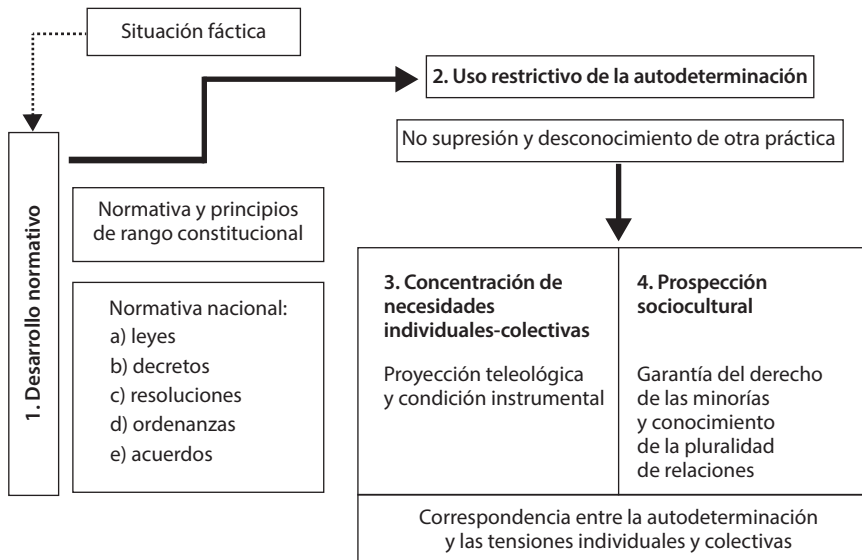 Situación fáctica
1. Desarrollo normativo
Normativa y principios
de rango constitucional
Normativa nacional:
a) leyes
b) decretos
c) resoluciones
d) ordenanzas
e) acuerdos
2. Uso restrictivo de la autodeterminación
No supresión y desconocimiento de otra práctica
3. Concentración de
necesidades
individuales-colectivas
Proyección teleológica
y condición instrumental
4. Prospección
sociocultural
Garantía del derecho
de las minorías
y conocimiento
de la pluralidad
de relaciones
Correspondencia entre la autodeterminación
y las tensiones individuales y colectivas